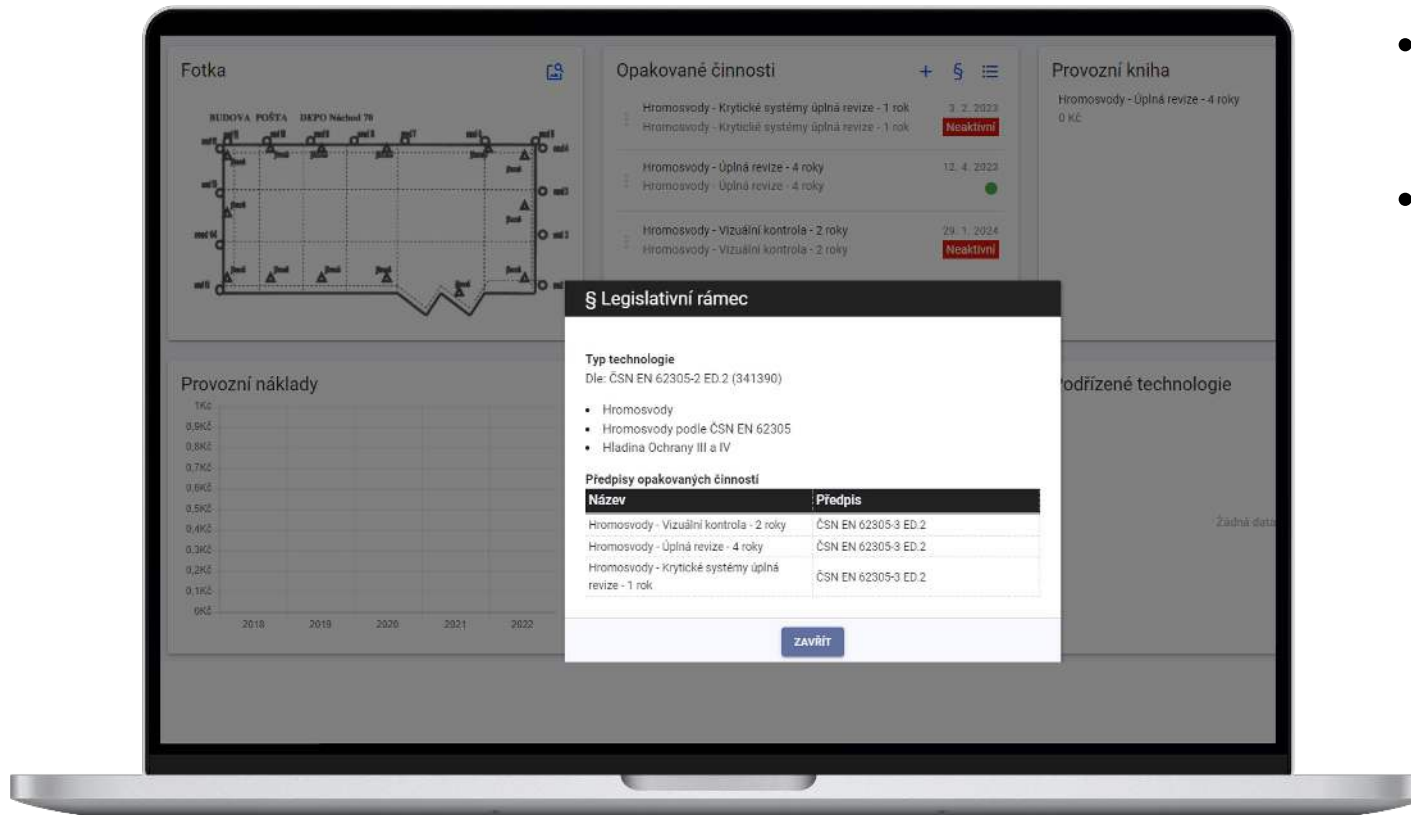 Fotka
BUDOVA POŠTA DEPO Náchod 70
Opakované činnosti
+ §
Hromosvody - Krytické systémy úplná revize - 1 rok
3. 2. 2023
Hromosvody - Krytické systémy úplná revize - 1 rok
Neaktivní
Hromosvody - Úplná revize - 4 roky
12. 4. 2023
Hromosvody - Úplná revize - 4 roky
Hromosvody - Vizuální kontrola - 2 roky
29. 1. 2024
Hromosvody - Vizuální kontrola - 2 roky
Neaktivní
Provozní kniha
Hromosvody - Úplná revize - 4 roky
0 Kč
§ Legislativní rámec
Typ technologie
Dle: ČSN EN 62305-2 ED.2 (341390)
• Hromosvody
• Hromosvody podle ČSN EN 62305
• Hladina Ochrany III a IV
Předpisy opakovaných činností
Název Předpis
Hromosvody - Vizuální kontrola - 2 roky ČSN EN 62305-3 ED.2
Hromosvody - Úplná revize - 4 roky ČSN EN 62305-3 ED.2
Hromosvody - Krytické systémy úplná
revize - 1 rok
ČSN EN 62305-3 ED.2
ZAVŘÍT
Provozní náklady
1Kč
0,9Kč
0,8Kč
0,7Kč
0,6Kč
0,5Kč
0,4Kč
0,3Kč
0,2Kč
0,1Kč
0Kč
2018 2019 2020 2021 2022
odřízené technologie
Žádná data